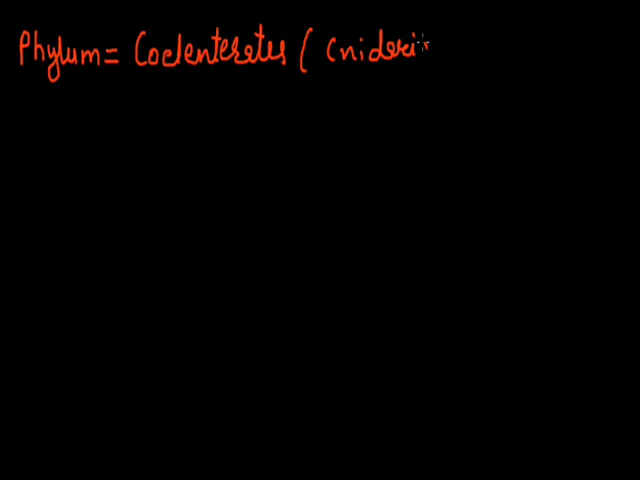 Phylum = Coelenterates ( Cnideri